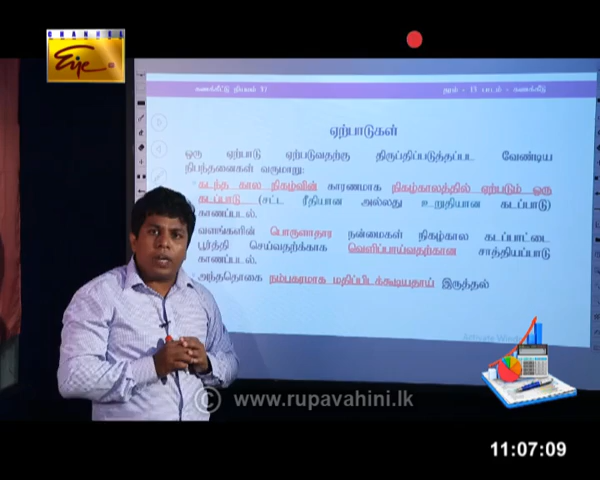 CHANNEL
Eye
கணக்கீட்டு நியமம் 37
தரம் - 13 பாடம் - கணக்கீடு
ஏற்பாடுகள்
ஒரு ஏற்பாடு ஏற்படுவதற்கு திருப்திப்படுத்தப்பட வேண்டிய
நிபந்தனைகள் வருமாறு:
கடந்த கால நிகழ்வின் காரணமாக நிகழ்காலத்தில் ஏற்படும் ஒரு
கடப்பாடு (சட்ட ரீதியான அல்லது உறுதியான கடப்பாடு)
காணப்படல்.
வளங்களின் பொருளாதார நன்மைகள் நிகழ்கால கடப்பாட்டை
பூர்த்தி செய்வதற்காக வெளிப்பாய்வதற்கான சாத்தியப்பாடு
காணப்படல்.
அந்ததொகை நம்பகரமாக மதிப்பிடக்கூடியதாய் இருத்தல்
© www.rupavahini.lk
11:07:09